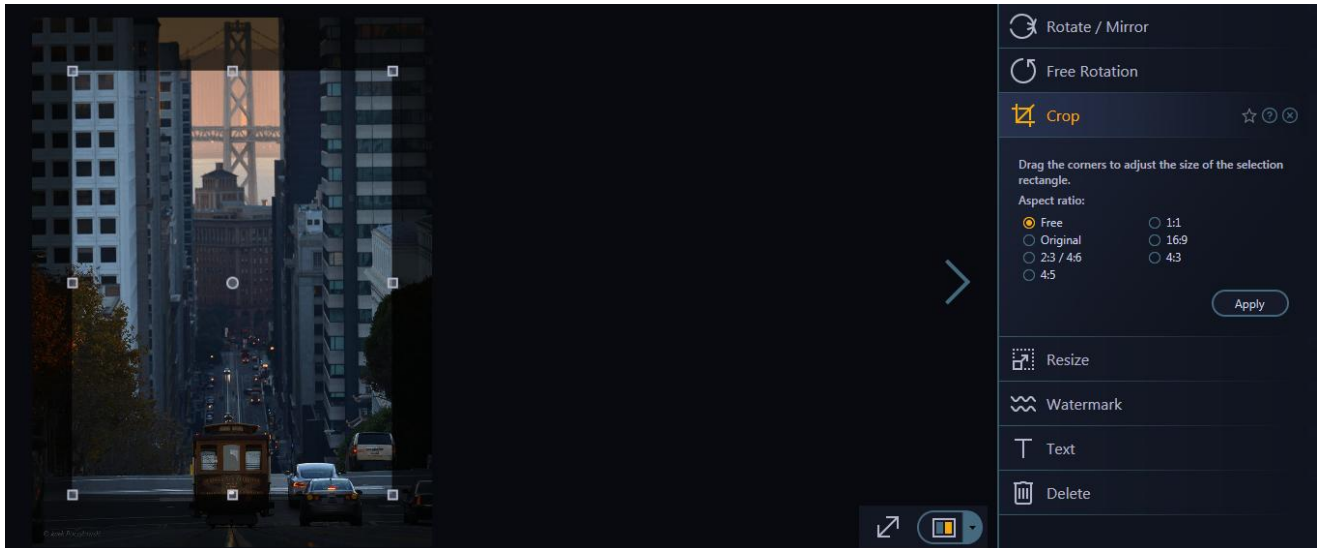 Rotate / Mirror
Free Rotation
Crop
Drag the corners to adjust the size of the selection
rectangle.
Aspect ratio:
Free
1:1
Original
16:9
2:3 / 4:6
4:3
4:5
Apply
Resize
Watermark
Text
Delete